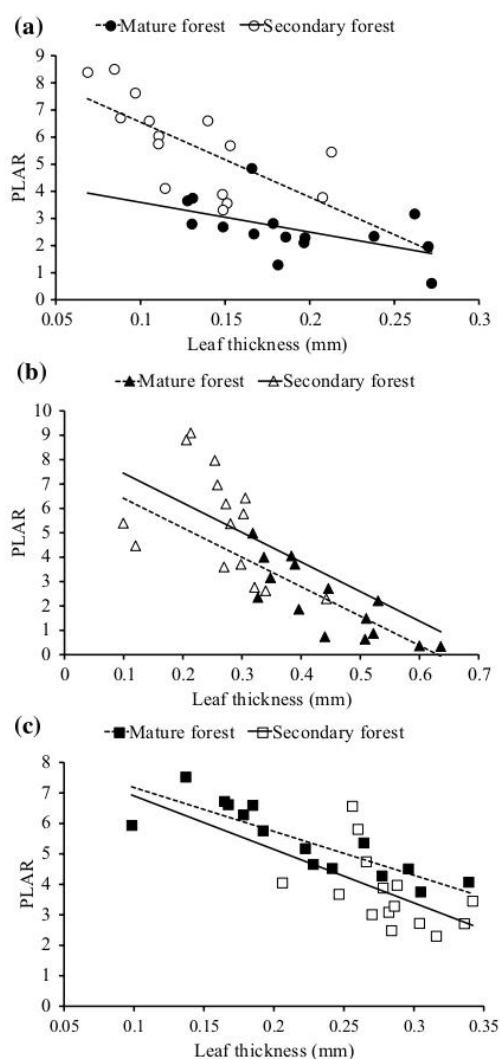 (a)
Mature forest Secondary forest
9
8
7
6
5
4
3
2
1
0
PLAR
0.05 0.1 0.15 0.2 0.25 0.3
Leaf thickness (mm)
(b)
Mature forest Secondary forest
10
9
8
7
6
5
4
3
2
1
0
PLAR
0 0.1 0.2 0.3 0.4 0.5 0.6 0.7
Leaf thickness (mm)
(c)
Mature forest Secondary forest
8
7
6
5
4
3
2
1
0
PLAR
0.05 0.1 0.15 0.2 0.25 0.3 0.35
Leaf thickness (mm)